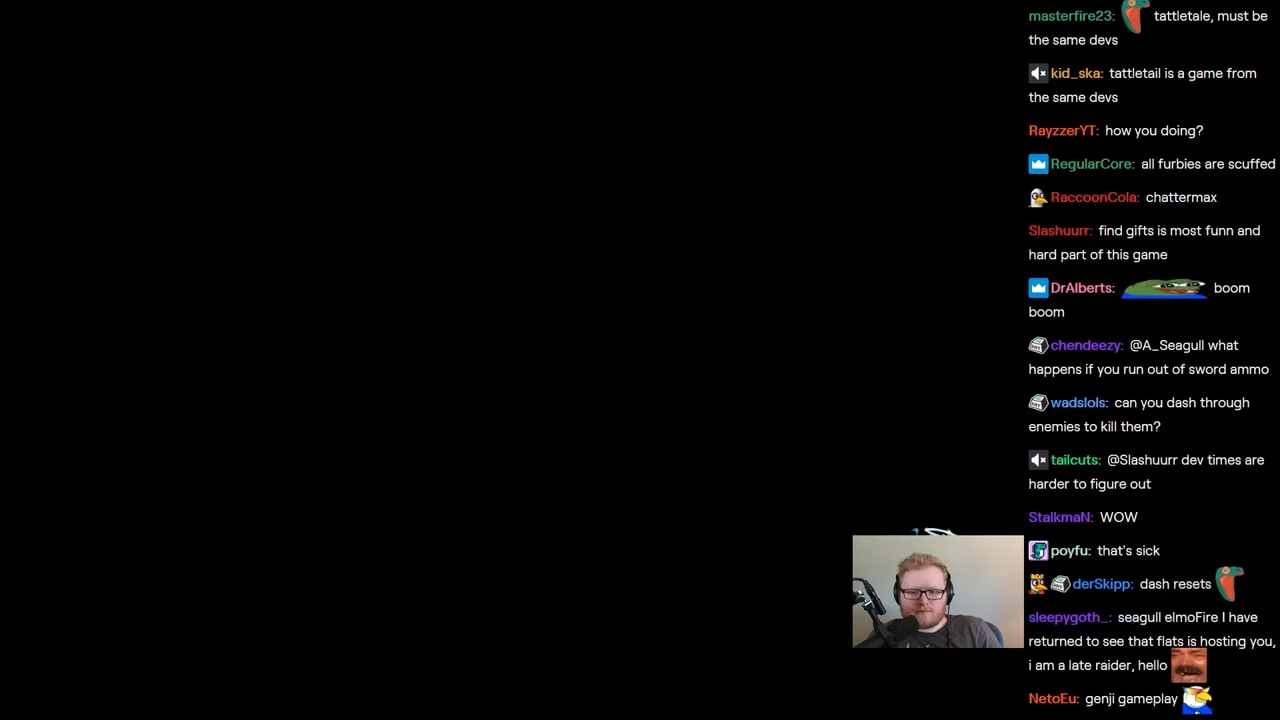 masterfire23: tattletale, must be
the same devs
kid_ska: tattletail is a game from
the same devs
RayzzerYT: how you doing?
RegularCore: all furbies are scuffed
RaccoonCola: chattermax
Slashuurr: find gifts is most funn and
hard part of this game
DrAlberts: boom
boom
chendeezy: @A_Seagull what
happens if you run out of sword ammo
wadslols: can you dash through
enemies to kill them?
tailcuts: @Slashuurr dev times are
harder to figure out
StalkmaN: WOW
poyfu: that's sick
derSkipp: dash resets
sleepygoth_: seagull elmoFire I have
returned to see that flats is hosting you,
i am a late raider, hello
NetoEu: genji gameplay